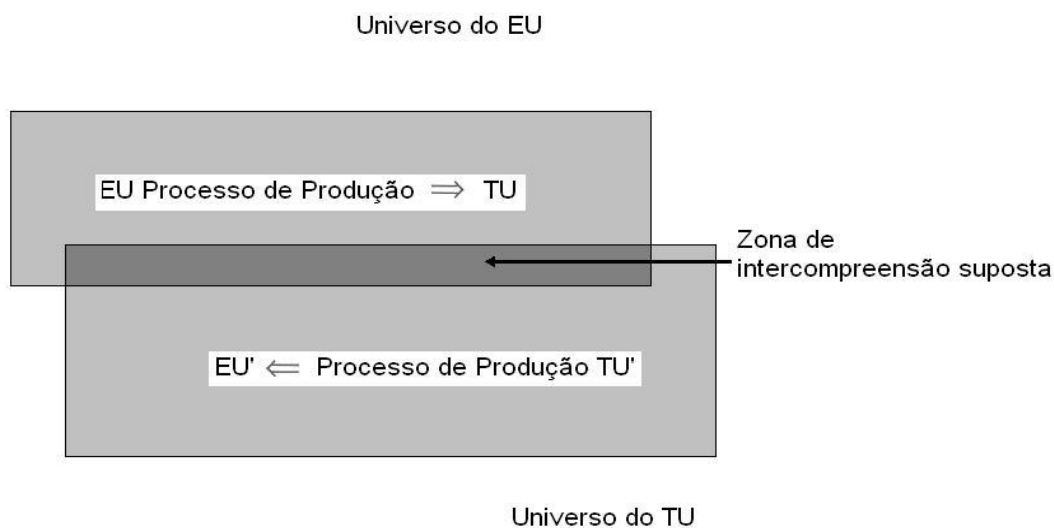 Universo do EU
EU Processo de Produção ⇒ TU
Zona de
intercompreensão suposta
EU' ⇐ Processo de Produção TU'
Universo do TU